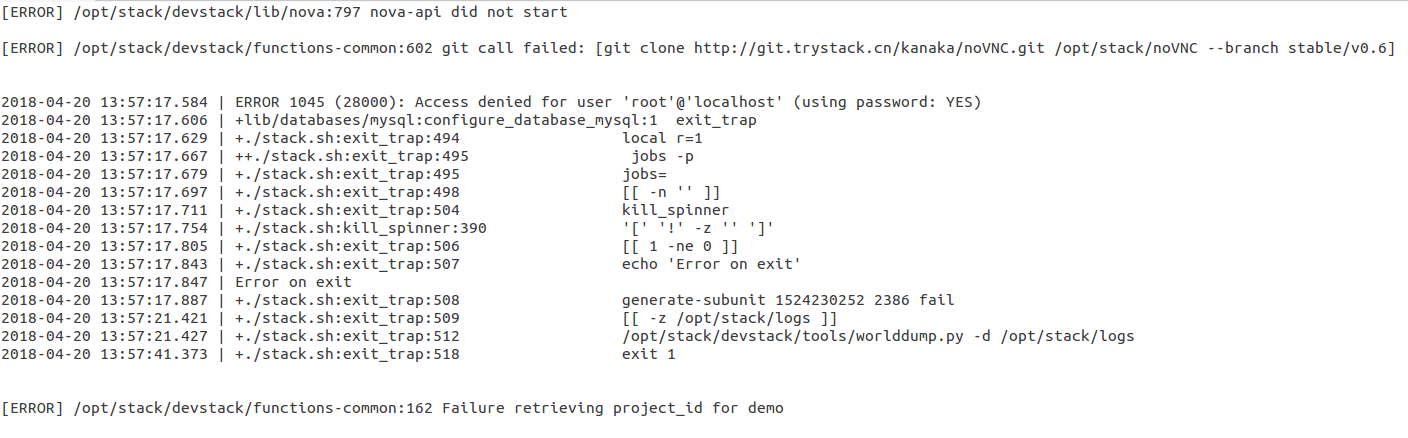 [ERROR] /opt/stack/devstack/lib/nova:797 nova-api did not start
[ERROR] /opt/stack/devstack/functions-common:602 git call failed: [git clone http://git.trystack.cn/kanaka/noVNC.git /opt/stack/noVNC --branch stable/v0.6]
2018-04-20 13:57:17.584 | ERROR 1045 (28000): Access denied for user 'root'@'localhost' (using password: YES)
2018-04-20 13:57:17.606 | +lib/databases/mysql:configure_database_mysql:1  exit_trap
2018-04-20 13:57:17.629 | +./stack.sh:exit_trap:494                  local r=1
2018-04-20 13:57:17.667 | ++./stack.sh:exit_trap:495                  jobs -p
2018-04-20 13:57:17.679 | +./stack.sh:exit_trap:495                  jobs=
2018-04-20 13:57:17.697 | +./stack.sh:exit_trap:498                  [[ -n '' ]]
2018-04-20 13:57:17.711 | +./stack.sh:exit_trap:504                  kill_spinner
2018-04-20 13:57:17.754 | +./stack.sh:kill_spinner:390               '[' '!' -z '' ']'
2018-04-20 13:57:17.805 | +./stack.sh:exit_trap:506                  [[ 1 -ne 0 ]]
2018-04-20 13:57:17.843 | +./stack.sh:exit_trap:507                  echo 'Error on exit'
2018-04-20 13:57:17.847 | Error on exit
2018-04-20 13:57:17.887 | +./stack.sh:exit_trap:508                  generate-subunit 1524230252 2386 fail
2018-04-20 13:57:21.421 | +./stack.sh:exit_trap:509                  [[ -z /opt/stack/logs ]]
2018-04-20 13:57:21.427 | +./stack.sh:exit_trap:512                  /opt/stack/devstack/tools/worlddump.py -d /opt/stack/logs
2018-04-20 13:57:41.373 | +./stack.sh:exit_trap:518                  exit 1
[ERROR] /opt/stack/devstack/functions-common:162 Failure retrieving project_id for demo